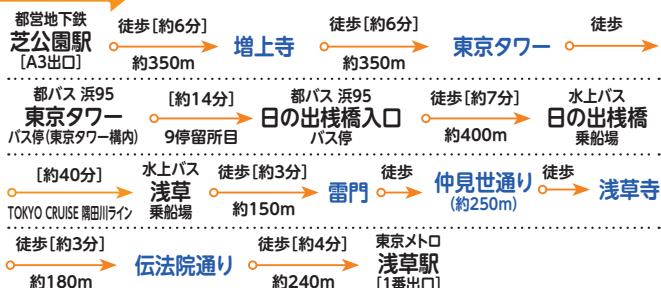 都営地下鉄
芝公園駅
[A3出口]
徒歩[約6分]
約350m
増上寺
徒歩[約6分]
約350m
東京タワー
徒歩
都バス 浜95
東京タワー
バス停(東京タワー構内)
[約14分]
9停留所目
都バス 浜95
日の出桟橋入口
バス停
徒歩[約7分]
約400m
水上バス
日の出桟橋
乗船場
[約40分]
TOKYO CRUISE 隅田川ライン
水上バス
浅草
乗船場
徒歩[約3分]
約150m
雷門
徒歩
仲見世通り
(約250m)
徒歩
浅草寺
徒歩[約3分]
約180m
伝法院通り
徒歩[約4分]
約240m
東京メトロ
浅草駅
[1番出口]